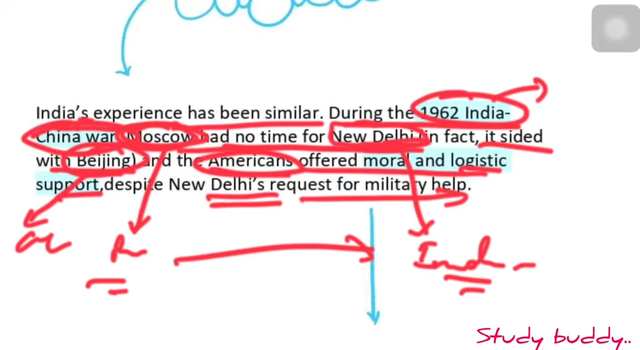 India's experience has been similar. During the 1962 India-
China war, Moscow had no time for New Delhi (in fact, it sided
with Beijing) and the Americans offered moral and logistic
support,despite New Delhi's request for military help.
Ind
Study buddy..